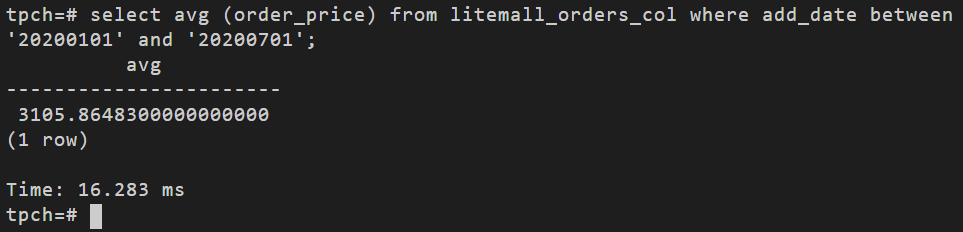 tpch=# select avg (order_price) from litemall_orders_col where add_date between
'20200101' and '20200701';
          avg
-----------------------
 3105.8648300000000000
(1 row)

Time: 16.283 ms
tpch=#